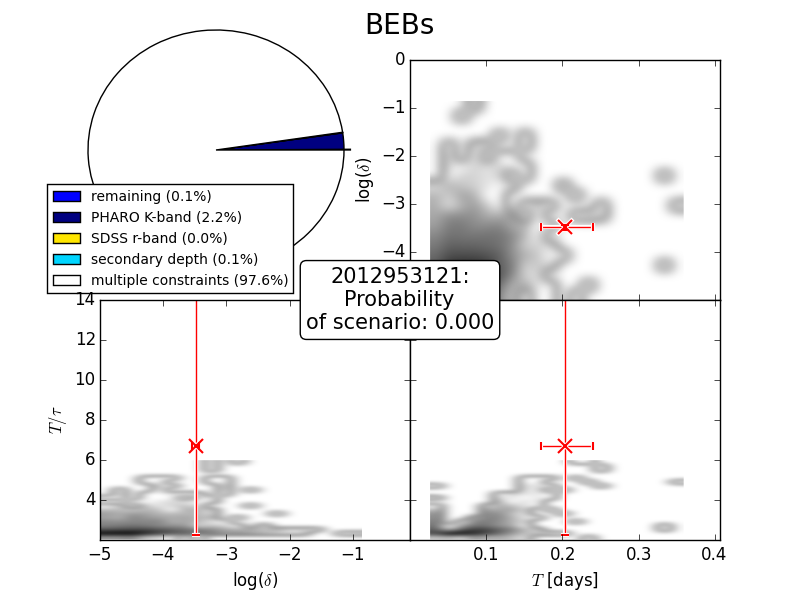 BEBs
remaining (0.1%)
PHARO K-band (2.2%)
SDSS r-band (0.0%)
secondary depth (0.1%)
multiple constraints (97.6%)
0
−1
−2
−3
−4
log(δ)
2012953121:
Probability
of scenario: 0.000
14
12
10
8
6
4
T/τ
−5 −4 −3 −2 −1
log(δ)
0.1 0.2 0.3 0.4
T [days]